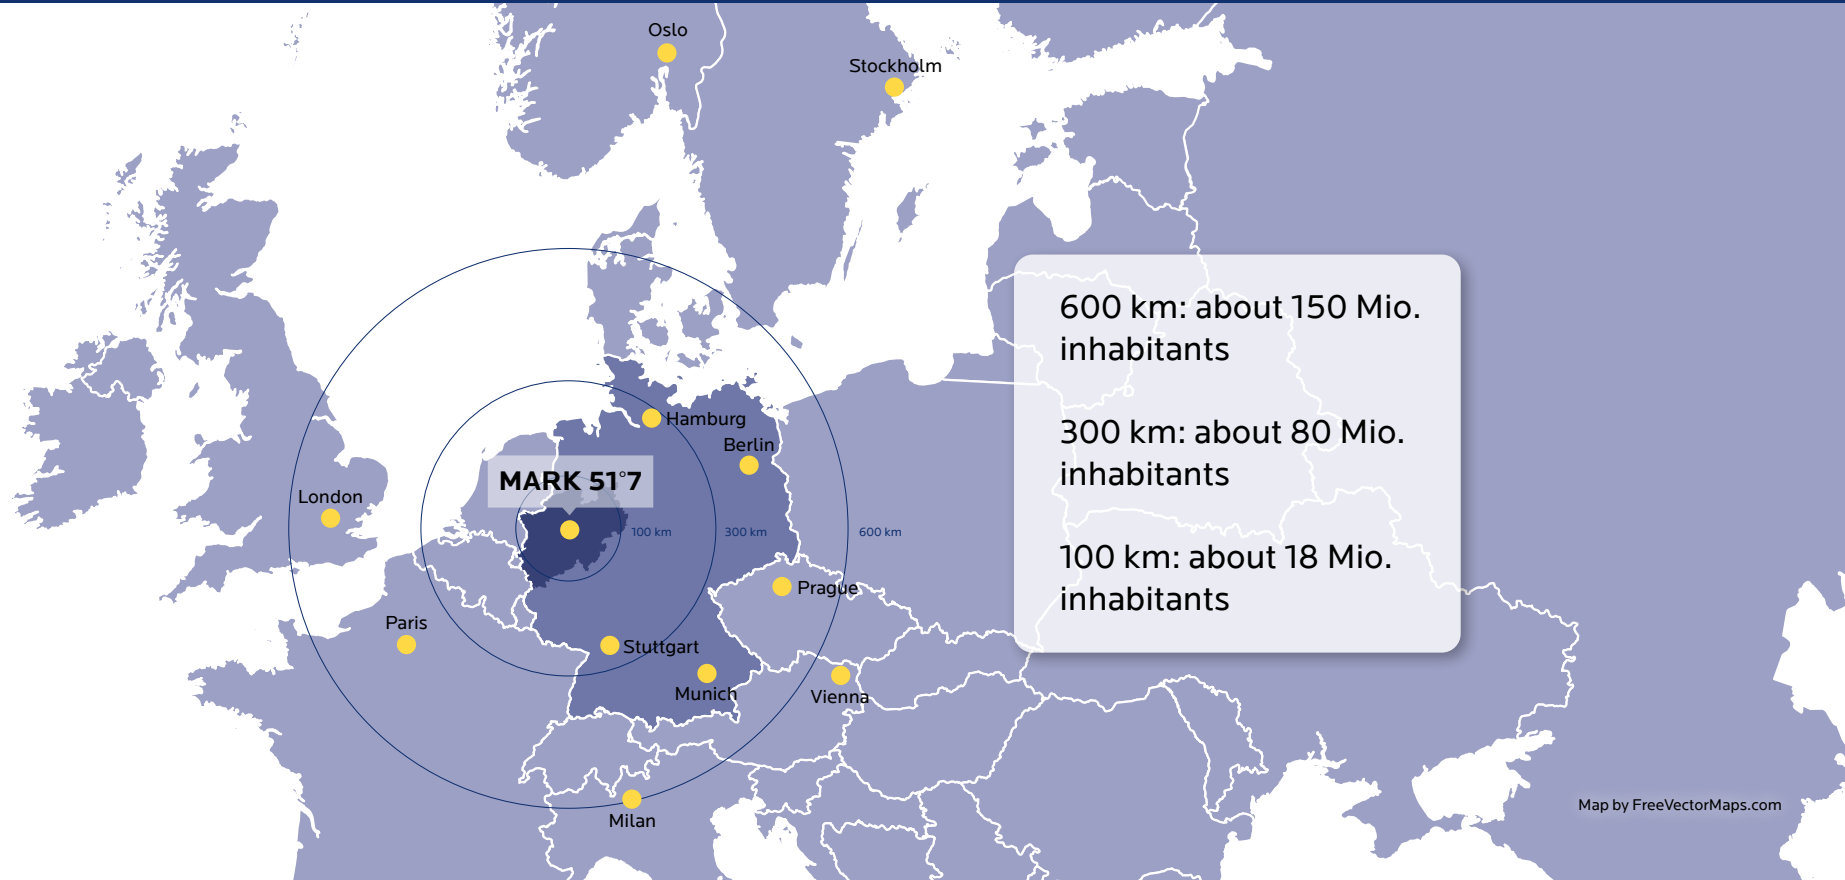 Oslo
Stockholm
600 km: about 150 Mio.
inhabitants
300 km: about 80 Mio.
inhabitants
100 km: about 18 Mio.
inhabitants
Hamburg
Berlin
MARK 51°7
London
100 km
300 km
600 km
Prague
Paris
Stuttgart
Munich
Vienna
Milan
Map by FreeVectorMaps.com